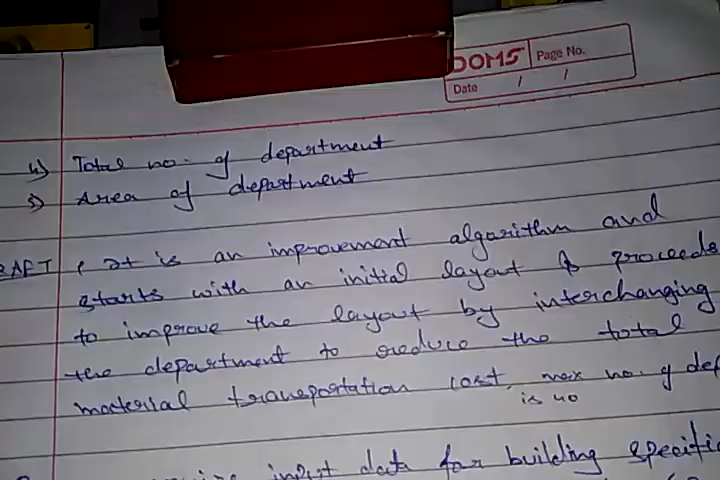 DOMS Page No.
Date / /
4) Total no. of department
5) Area of department
RAFT : It is an improvement algorithm and
starts with an initial layout & proceeds
to improve the layout by interchanging
the department to reduce the total
material transportation cost, max no. of dep
is 40
input data for building specific